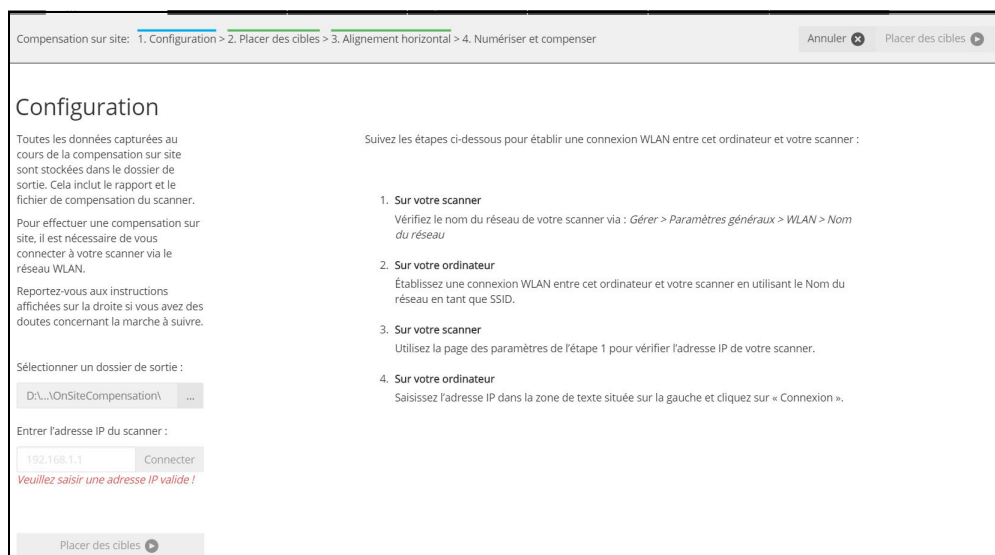 Compensation sur site: 1. Configuration > 2. Placer des cibles > 3. Alignement horizontal > 4. Numériser et compenser
Annuler
Placer des cibles
Configuration
Toutes les données capturées au
cours de la compensation sur site
sont stockées dans le dossier de
sortie. Cela inclut le rapport et le
fichier de compensation du scanner.
Pour effectuer une compensation sur
site, il est nécessaire de vous
connecter à votre scanner via le
réseau WLAN.
Reportez-vous aux instructions
affichées sur la droite si vous avez des
doutes concernant la marche à suivre.
Sélectionner un dossier de sortie :
D:\...\OnSiteCompensation\ ...
Entrer l'adresse IP du scanner :
192.168.1.1 Connecter
Veuillez saisir une adresse IP valide !
Placer des cibles
Suivez les étapes ci-dessous pour établir une connexion WLAN entre cet ordinateur et votre scanner :
1. Sur votre scanner
Vérifiez le nom du réseau de votre scanner via : Gérer > Paramètres généraux > WLAN > Nom
du réseau
2. Sur votre ordinateur
Établissez une connexion WLAN entre cet ordinateur et votre scanner en utilisant le Nom du
réseau en tant que SSID.
3. Sur votre scanner
Utilisez la page des paramètres de l'étape 1 pour vérifier l'adresse IP de votre scanner.
4. Sur votre ordinateur
Saisissez l'adresse IP dans la zone de texte située sur la gauche et cliquez sur « Connexion ».